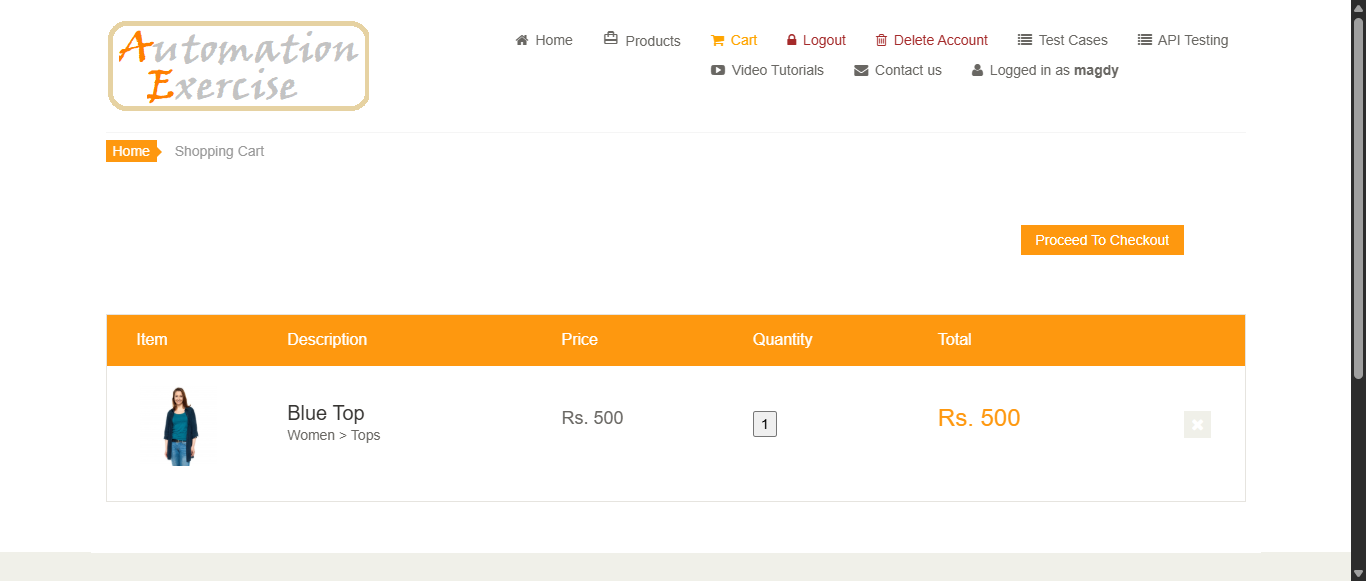 Automation
Exercise
Home Products Cart Logout Delete Account Test Cases API Testing
Video Tutorials Contact us Logged in as magdy
Home Shopping Cart
Proceed To Checkout
Item Description Price Quantity Total
Blue Top Rs. 500 1 Rs. 500
Women > Tops